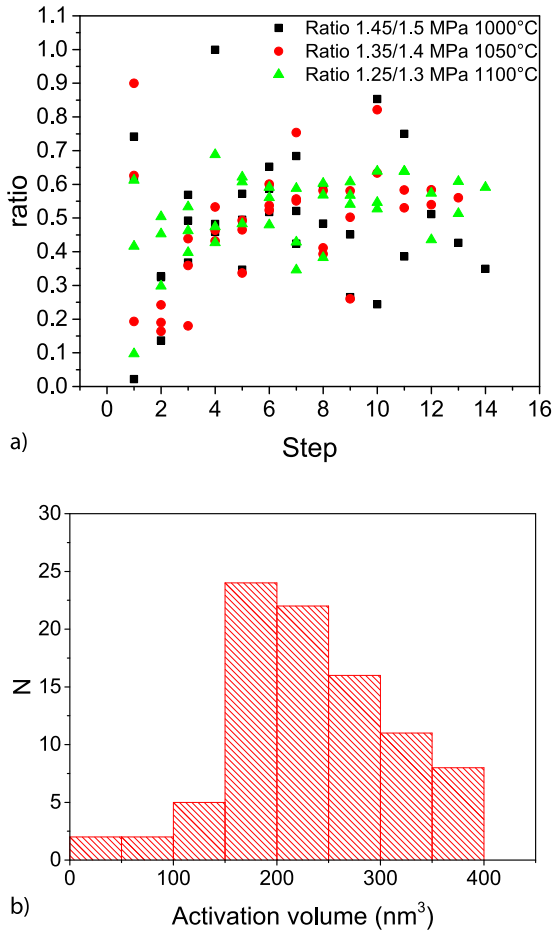 Ratio 1.45/1.5 MPa 1000°C
Ratio 1.35/1.4 MPa 1050°C
Ratio 1.25/1.3 MPa 1100°C
1.1
1.0
0.9
0.8
0.7
0.6
0.5
0.4
0.3
0.2
0.1
0.0
ratio
0 2 4 6 8 10 12 14 16
Step
a)
30
25
20
15
10
5
0
N
0 100 200 300 400
Activation volume (nm³)
b)